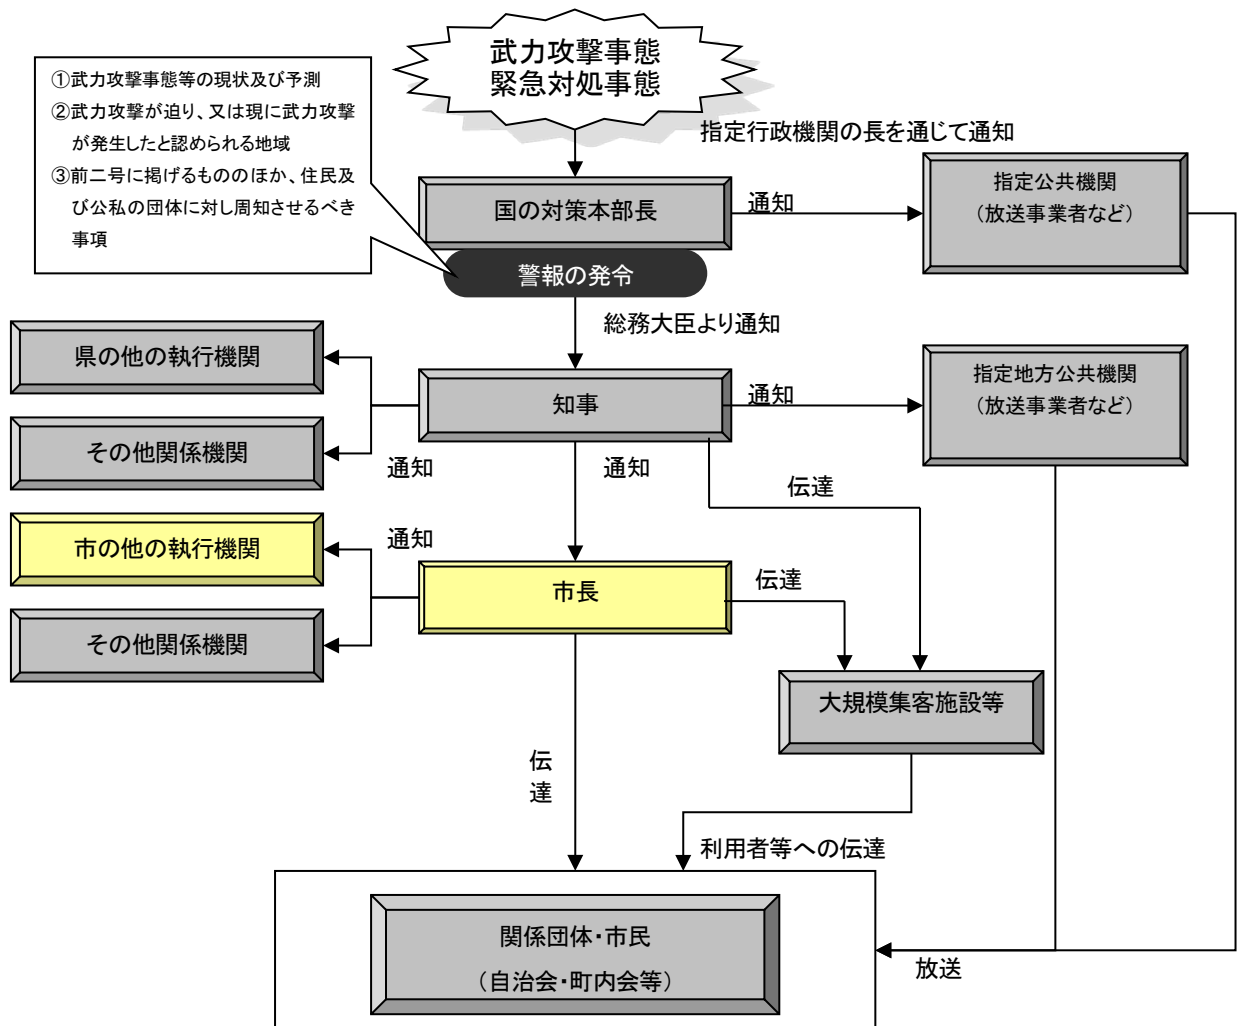 武力攻撃事態
緊急対処事態
①武力攻撃事態等の現状及び予測
②武力攻撃が迫り、又は現に武力攻撃
が発生したと認められる地域
③前二号に掲げるもののほか、住民及
び公私の団体に対し周知させるべき
事項
指定行政機関の長を通じて通知
国の対策本部長
通知
指定公共機関
（放送事業者など）
警報の発令
総務大臣より通知
県の他の執行機関
知事
通知
指定地方公共機関
（放送事業者など）
その他関係機関
通知
通知
伝達
市の他の執行機関
通知
市長
伝達
その他関係機関
大規模集客施設等
伝
達
利用者等への伝達
関係団体・市民
（自治会・町内会等）
放送